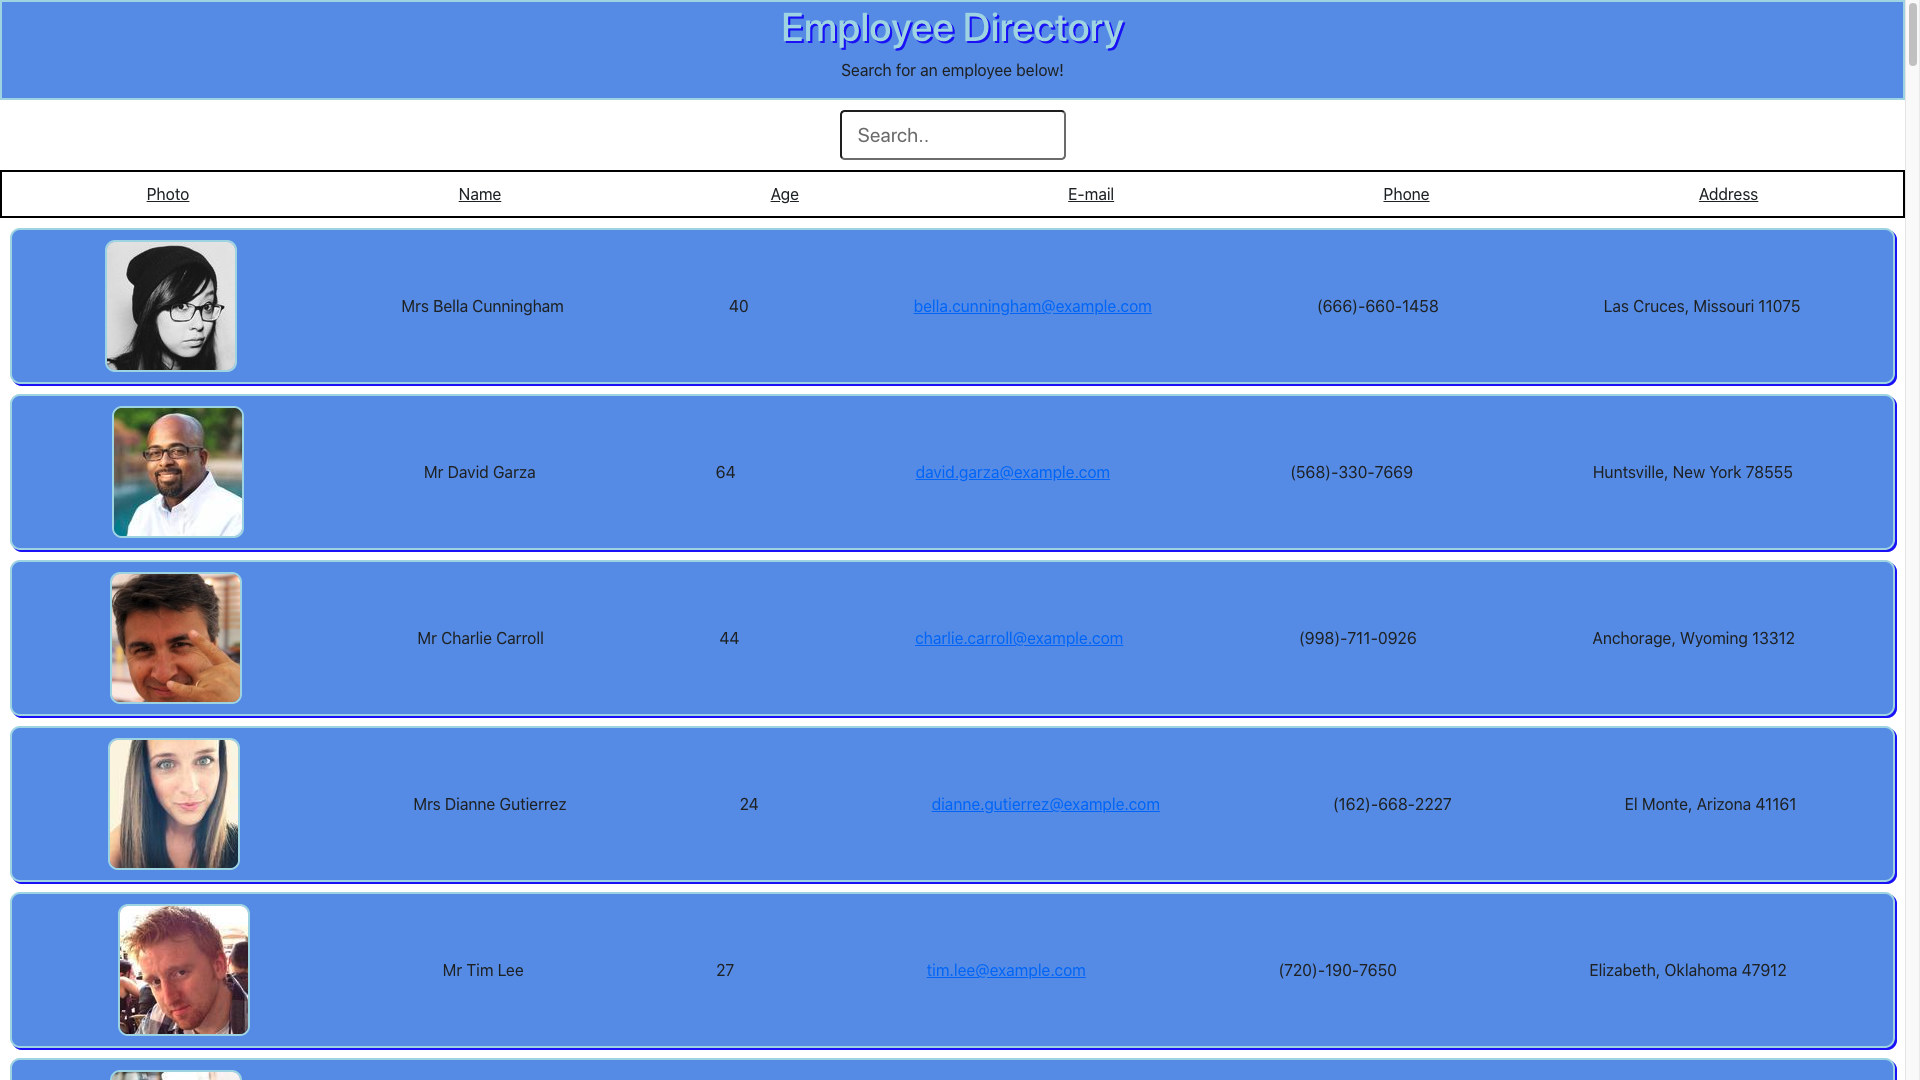 Employee Directory
Search for an employee below!
Search..
Photo Name Age E-mail Phone Address
Mrs Bella Cunningham 40 bella.cunningham@example.com (666)-660-1458 Las Cruces, Missouri 11075
Mr David Garza 64 david.garza@example.com (568)-330-7669 Huntsville, New York 78555
Mr Charlie Carroll 44 charlie.carroll@example.com (998)-711-0926 Anchorage, Wyoming 13312
Mrs Dianne Gutierrez 24 dianne.gutierrez@example.com (162)-668-2227 El Monte, Arizona 41161
Mr Tim Lee 27 tim.lee@example.com (720)-190-7650 Elizabeth, Oklahoma 47912